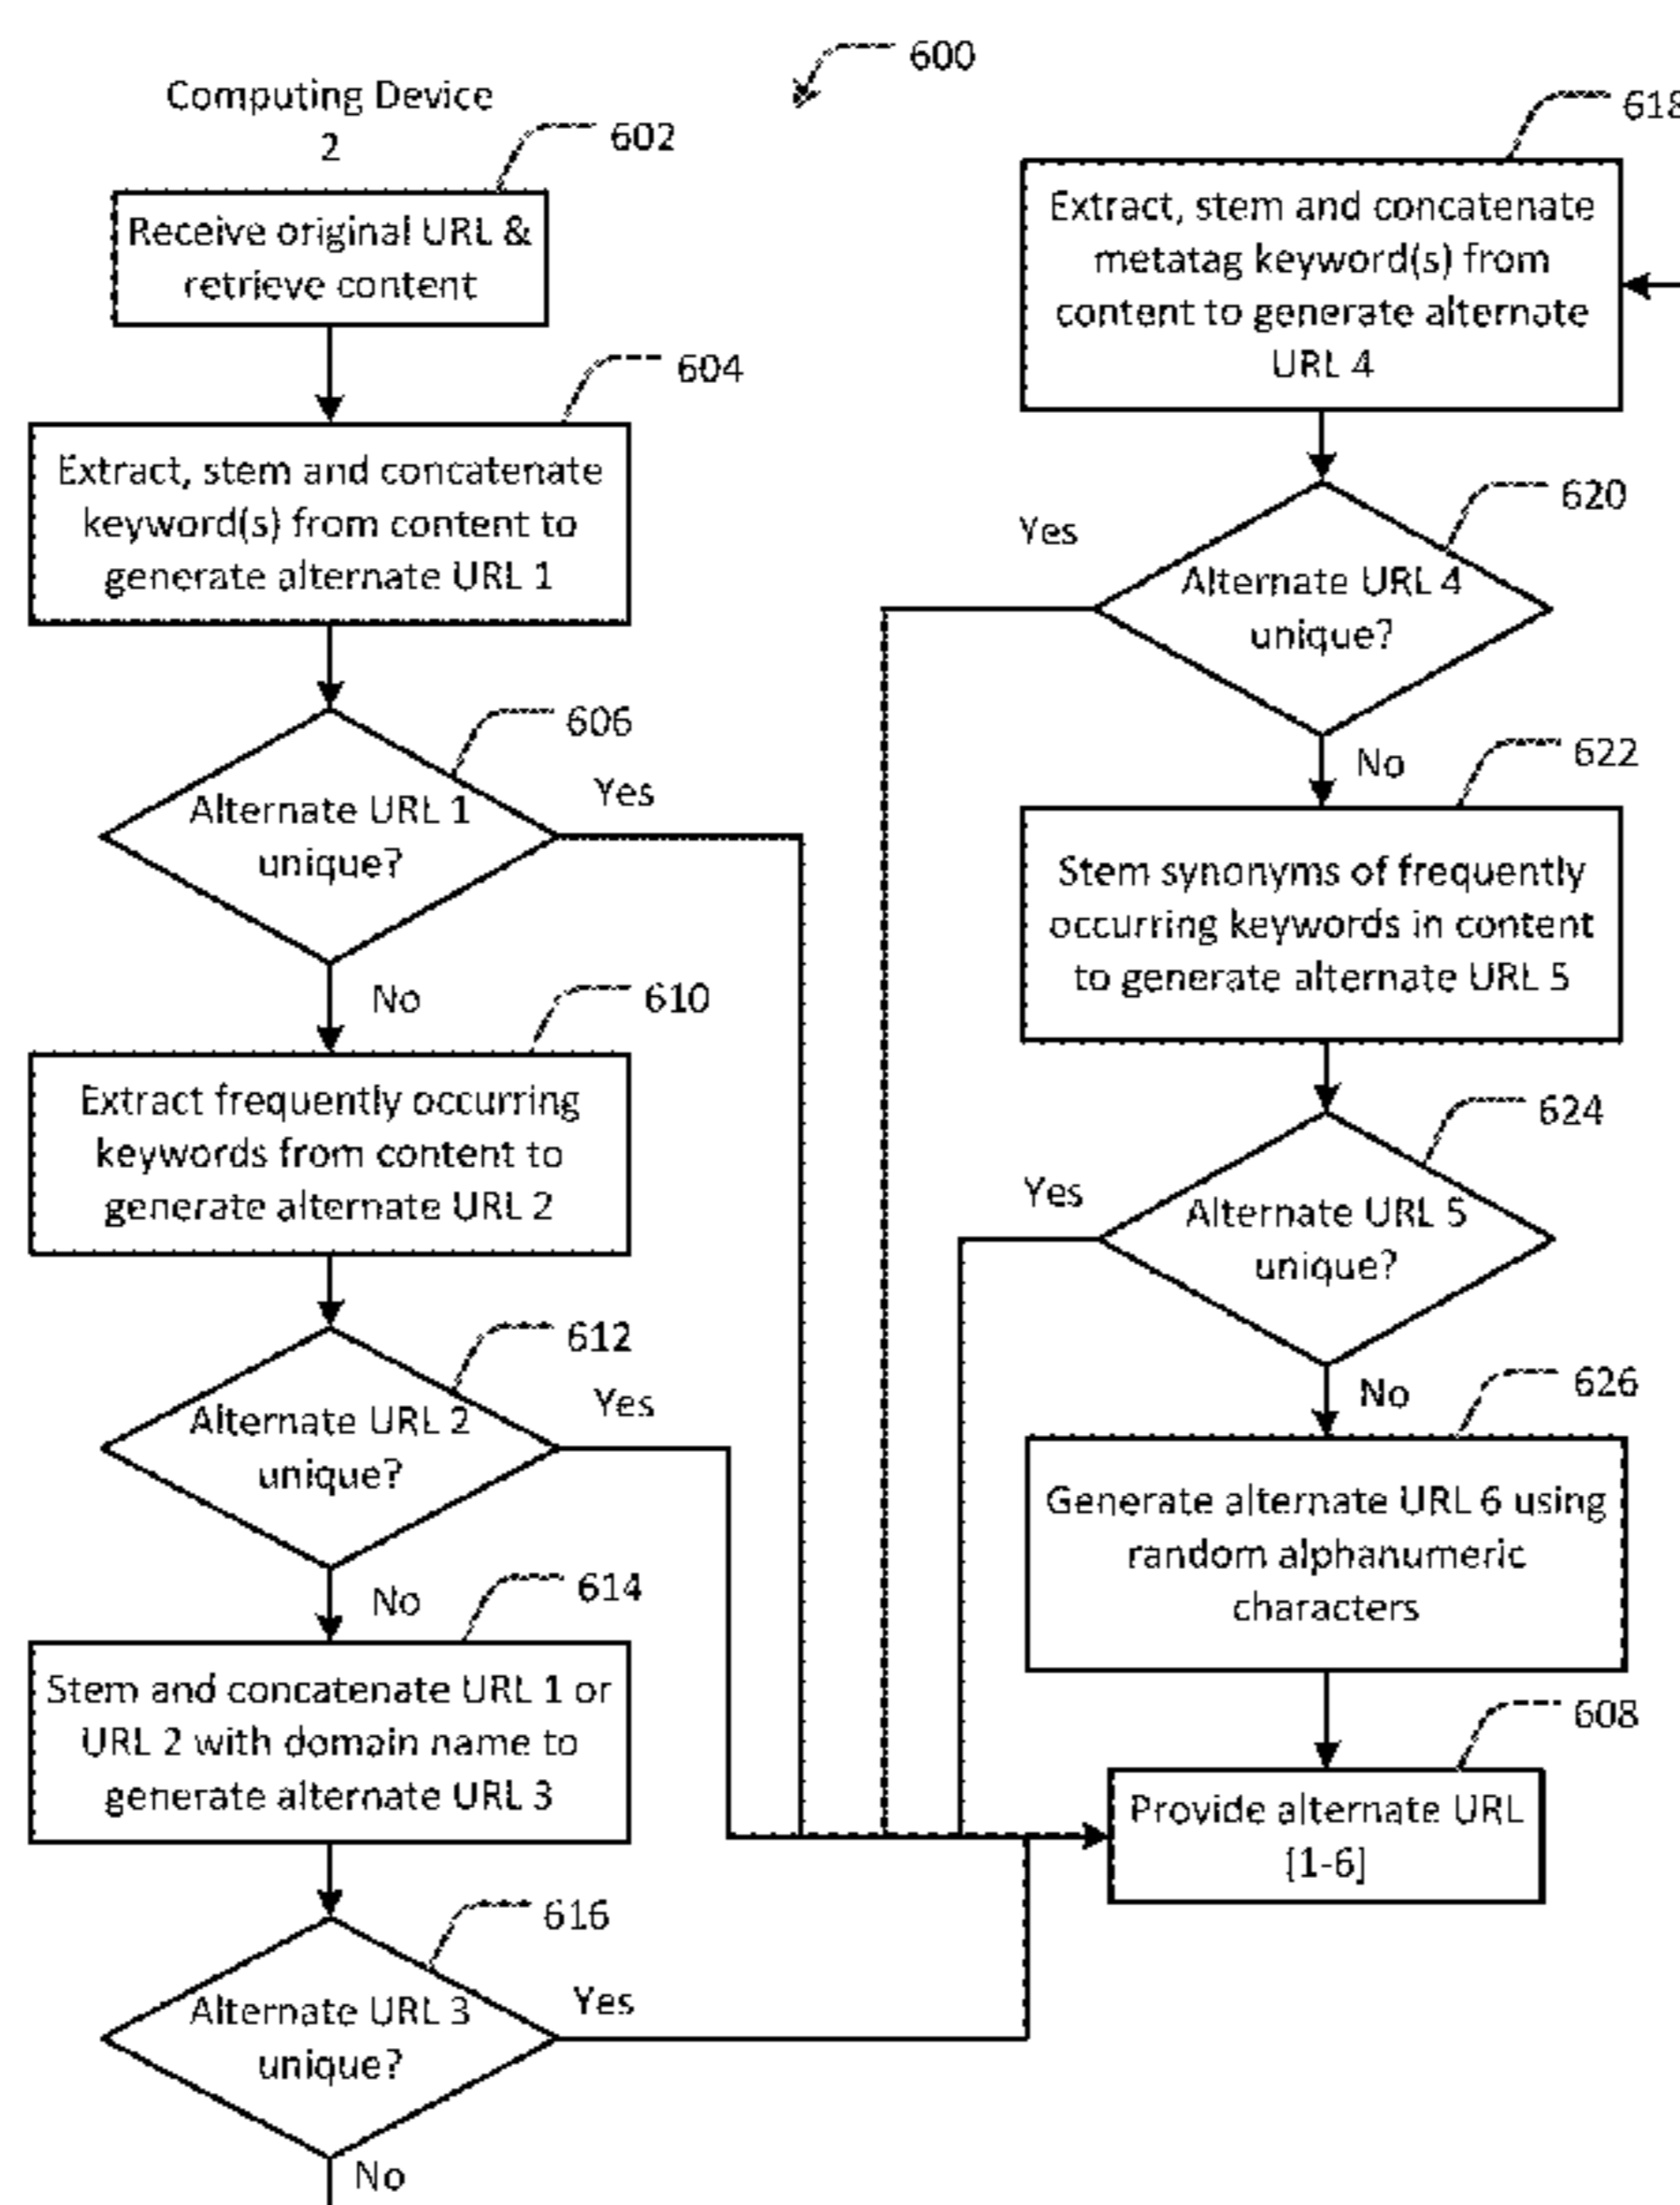 600
Computing Device
2
602
Receive original URL &
retrieve content
604
Extract, stem and concatenate
keyword(s) from content to
generate alternate URL 1
606
Alternate URL 1
unique?
Yes
No
610
Extract frequently occurring
keywords from content to
generate alternate URL 2
612
Alternate URL 2
unique?
Yes
No
614
Stem and concatenate URL 1 or
URL 2 with domain name to
generate alternate URL 3
616
Alternate URL 3
unique?
Yes
No
618
Extract, stem and concatenate
metatag keyword(s) from
content to generate alternate
URL 4
620
Yes
Alternate URL 4
unique?
No
622
Stem synonyms of frequently
occurring keywords in content
to generate alternate URL 5
624
Yes
Alternate URL 5
unique?
No
626
Generate alternate URL 6 using
random alphanumeric
characters
608
Provide alternate URL
[1-6]